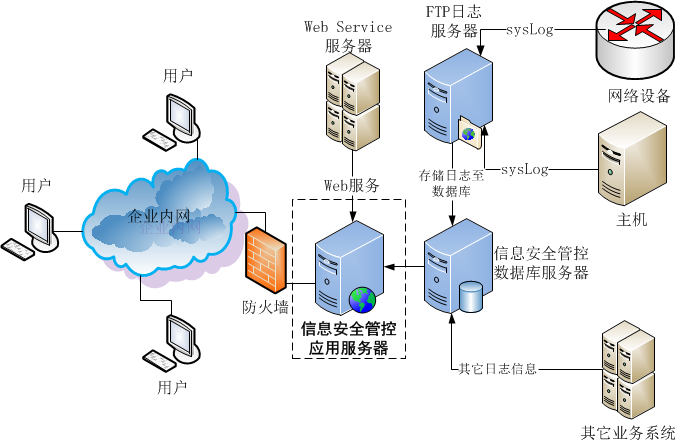 Web Service
服务器
FTP日志
服务器
sysLog
网络设备
用户
用户
企业内网
企业内网
用户
防火墙
Web服务
信息安全管控
应用服务器
存储日志至
数据库
sysLog
主机
信息安全管控
数据库服务器
其它日志信息
其它业务系统